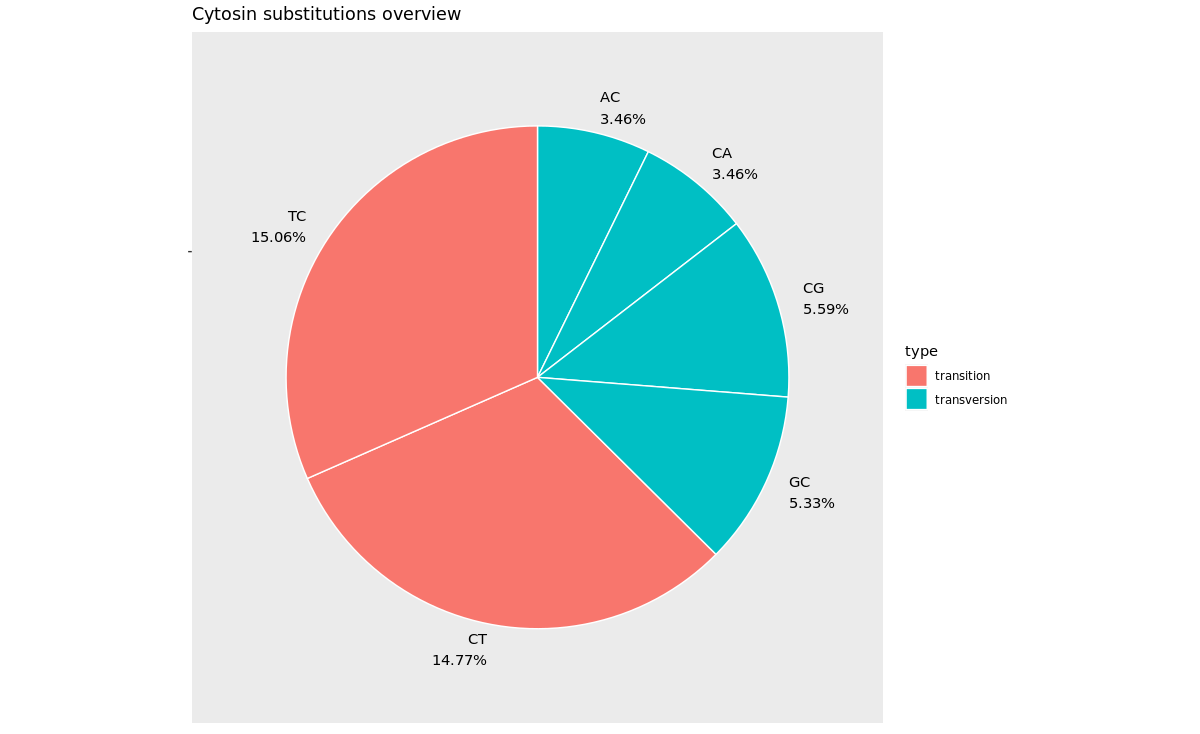 Cytosin substitutions overview
AC
3.46%
CA
3.46%
CG
5.59%
GC
5.33%
CT
14.77%
TC
15.06%
type
transition
transversion